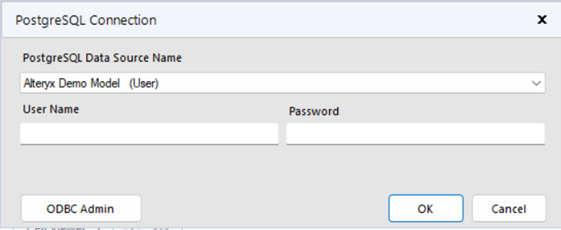 PostgreSQL Connection
PostgreSQL Data Source Name
Alteryx Demo Model (User)
User Name
Password
ODBC Admin
OK
Cancel